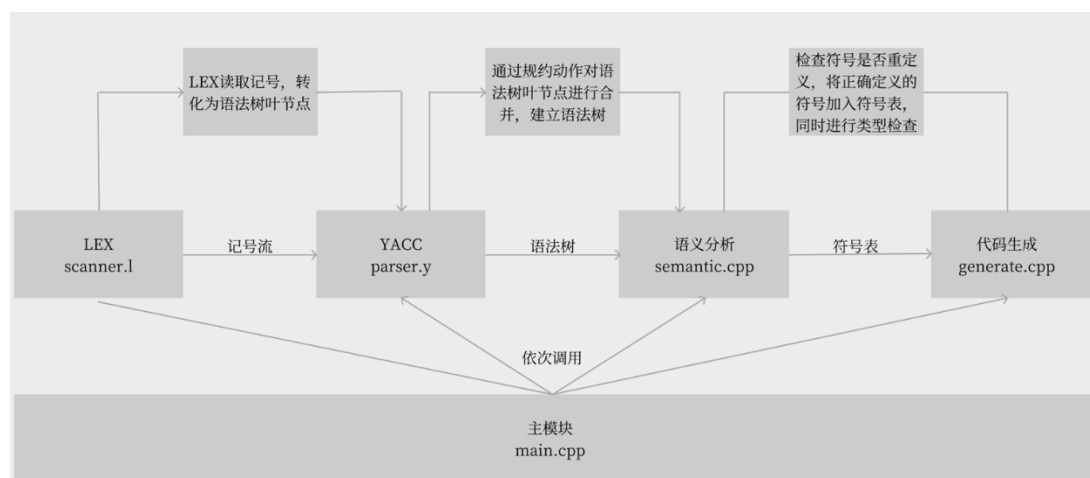 LEX读取记号，转
化为语法树叶节点
通过规约动作对语
法树叶节点进行合
并，建立语法树
检查符号是否重定
义，将正确定义的
符号加入符号表，
同时进行类型检查
LEX
scanner.l
记号流
YACC
parser.y
语法树
语义分析
semantic.cpp
符号表
代码生成
generate.cpp
依次调用
主模块
main.cpp